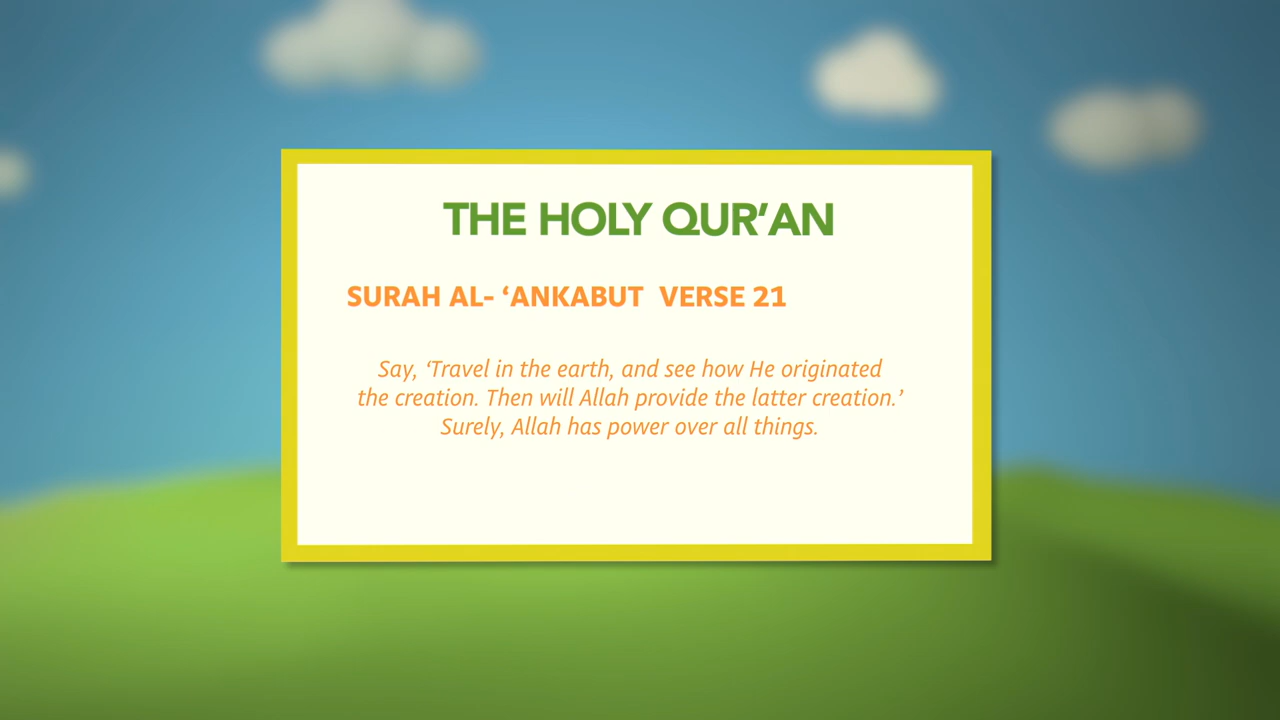 THE HOLY QUR’AN
SURAH AL- ‘ANKABUT  VERSE 21
Say, ‘Travel in the earth, and see how He originated
the creation. Then will Allah provide the latter creation.’
Surely, Allah has power over all things.